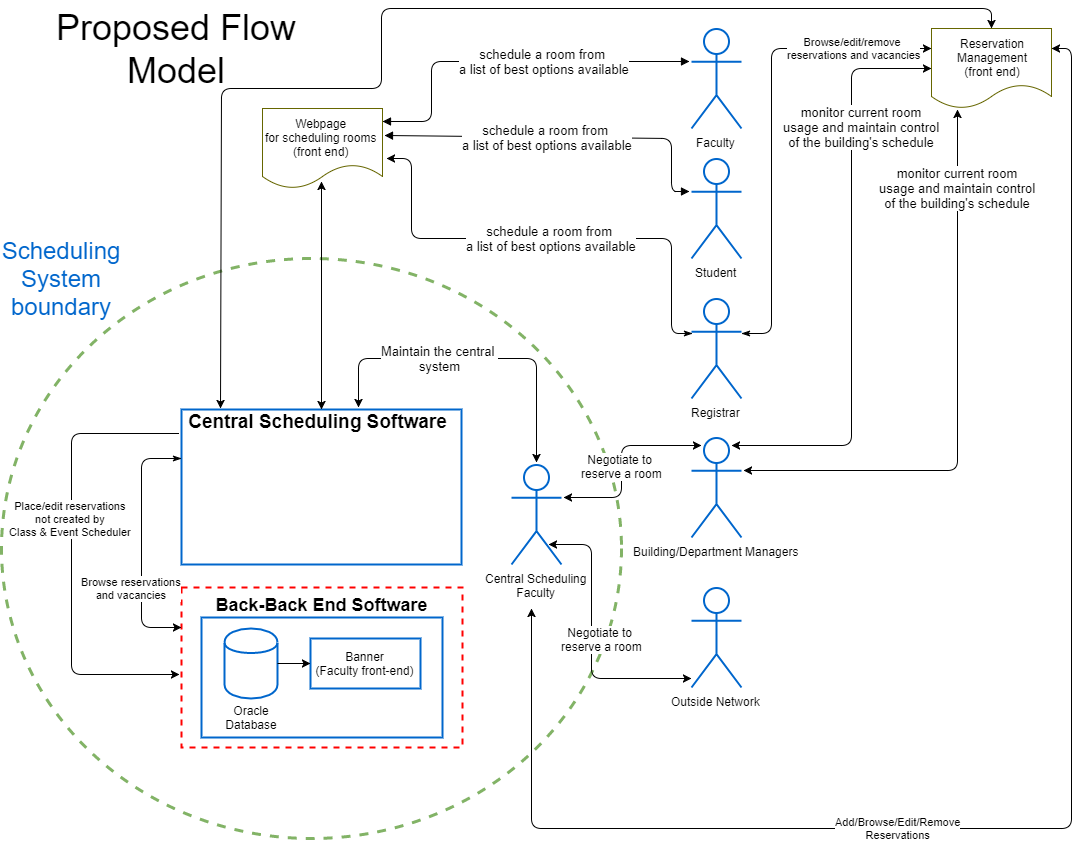 Proposed Flow
Model
schedule a room from
a list of best options available
Faculty
Browse/edit/remove
reservations and vacancies
Reservation
Management
(front end)
Webpage
for scheduling rooms
(front end)
schedule a room from
a list of best options available
Student
monitor current room
usage and maintain control
of the building's schedule
monitor current room
usage and maintain control
of the building's schedule
schedule a room from
a list of best options available
Registrar
Scheduling
System
boundary
Maintain the central
system
Central Scheduling Software
Negotiate to
reserve a room
Building/Department Managers
Place/edit reservations
not created by
Class & Event Scheduler
Browse reservations
and vacancies
Central Scheduling
Faculty
Back-Back End Software
Oracle
Database
Banner
(Faculty front-end)
Negotiate to
reserve a room
Outside Network
Add/Browse/Edit/Remove
Reservations